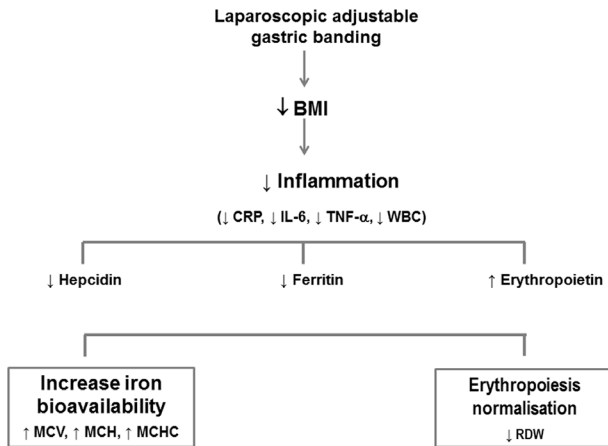 Laparoscopic adjustable
gastric banding
↓ BMI
↓ Inflammation
(↓ CRP, ↓ IL-6, ↓ TNF-α, ↓ WBC)
↓ Hepcidin
↓ Ferritin
↑ Erythropoietin
Increase iron
bioavailability
↑ MCV, ↑ MCH, ↑ MCHC
Erythropoiesis
normalisation
↓ RDW